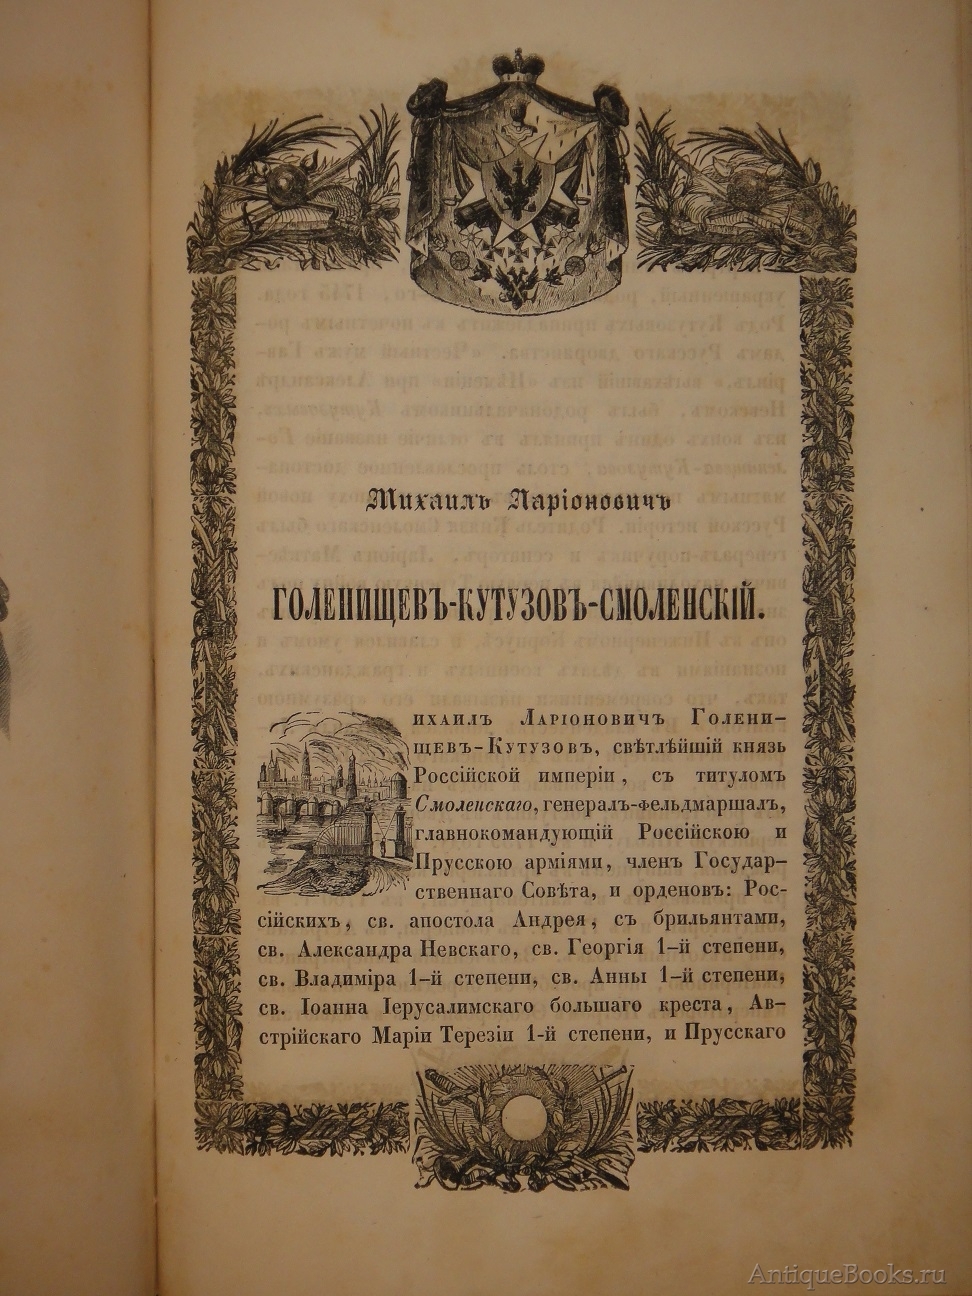 Михаилъ Ларіоновичъ
ГОЛЕНИЩЕВЪ-КУТУЗОВЪ-СМОЛЕНСКІЙ.
ихаилъ Ларіоновичъ Голени-
щевъ-Кутузовъ, свѣтлѣйшій князь
Россійской имперіи, съ титуломъ
Смоленскаго, генералъ-фельдмаршалъ,
главнокомандующій Россійскою и
Прусскою арміями, членъ Государ-
ственнаго Совѣта, и орденовъ: Рос-
сійскихъ, св. апостола Андрея, съ брильянтами,
св. Александра Невскаго, св. Георгія 1-й степени,
св. Владиміра 1-й степени, св. Анны 1-й степени,
св. Іоанна Іерусалимскаго большаго креста, Ав-
стрійскаго Маріи Терезіи 1-й степени, и Прусскаго
AntiqueBooks.ru